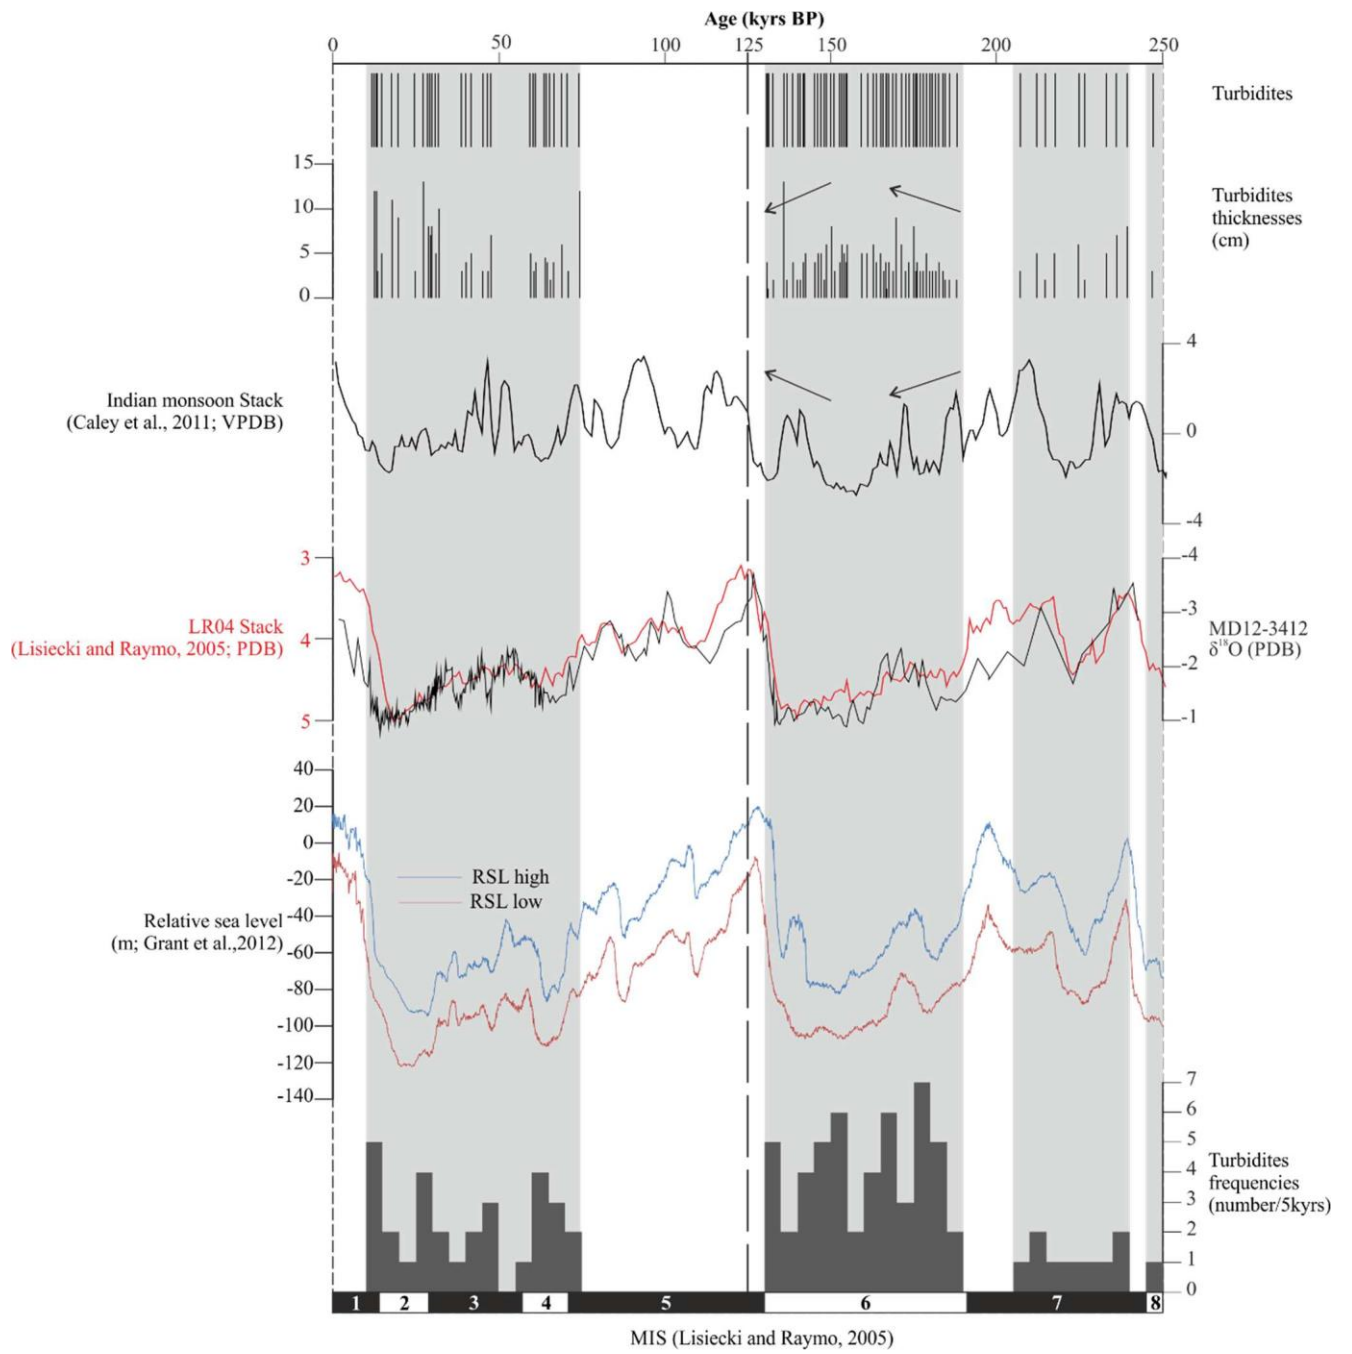 Age (kyrs BP)
0 50 100 125 150 200 250
Turbidites
15
10
5
0
Turbidites
thicknesses
(cm)
4
0
-4
Indian monsoon Stack
(Caley et al., 2011; VPDB)
3
4
5
LR04 Stack
(Lisiecki and Raymo, 2005; PDB)
-4
-3
-2
-1
MD12-3412
δ¹⁸O (PDB)
40
20
0
-20
-40
-60
-80
-100
-120
-140
RSL high
RSL low
Relative sea level
(m; Grant et al.,2012)
7
6
5
4
3
2
1
0
Turbidites
frequencies
(number/5kyrs)
1 2 3 4 5 6 7 8
MIS (Lisiecki and Raymo, 2005)